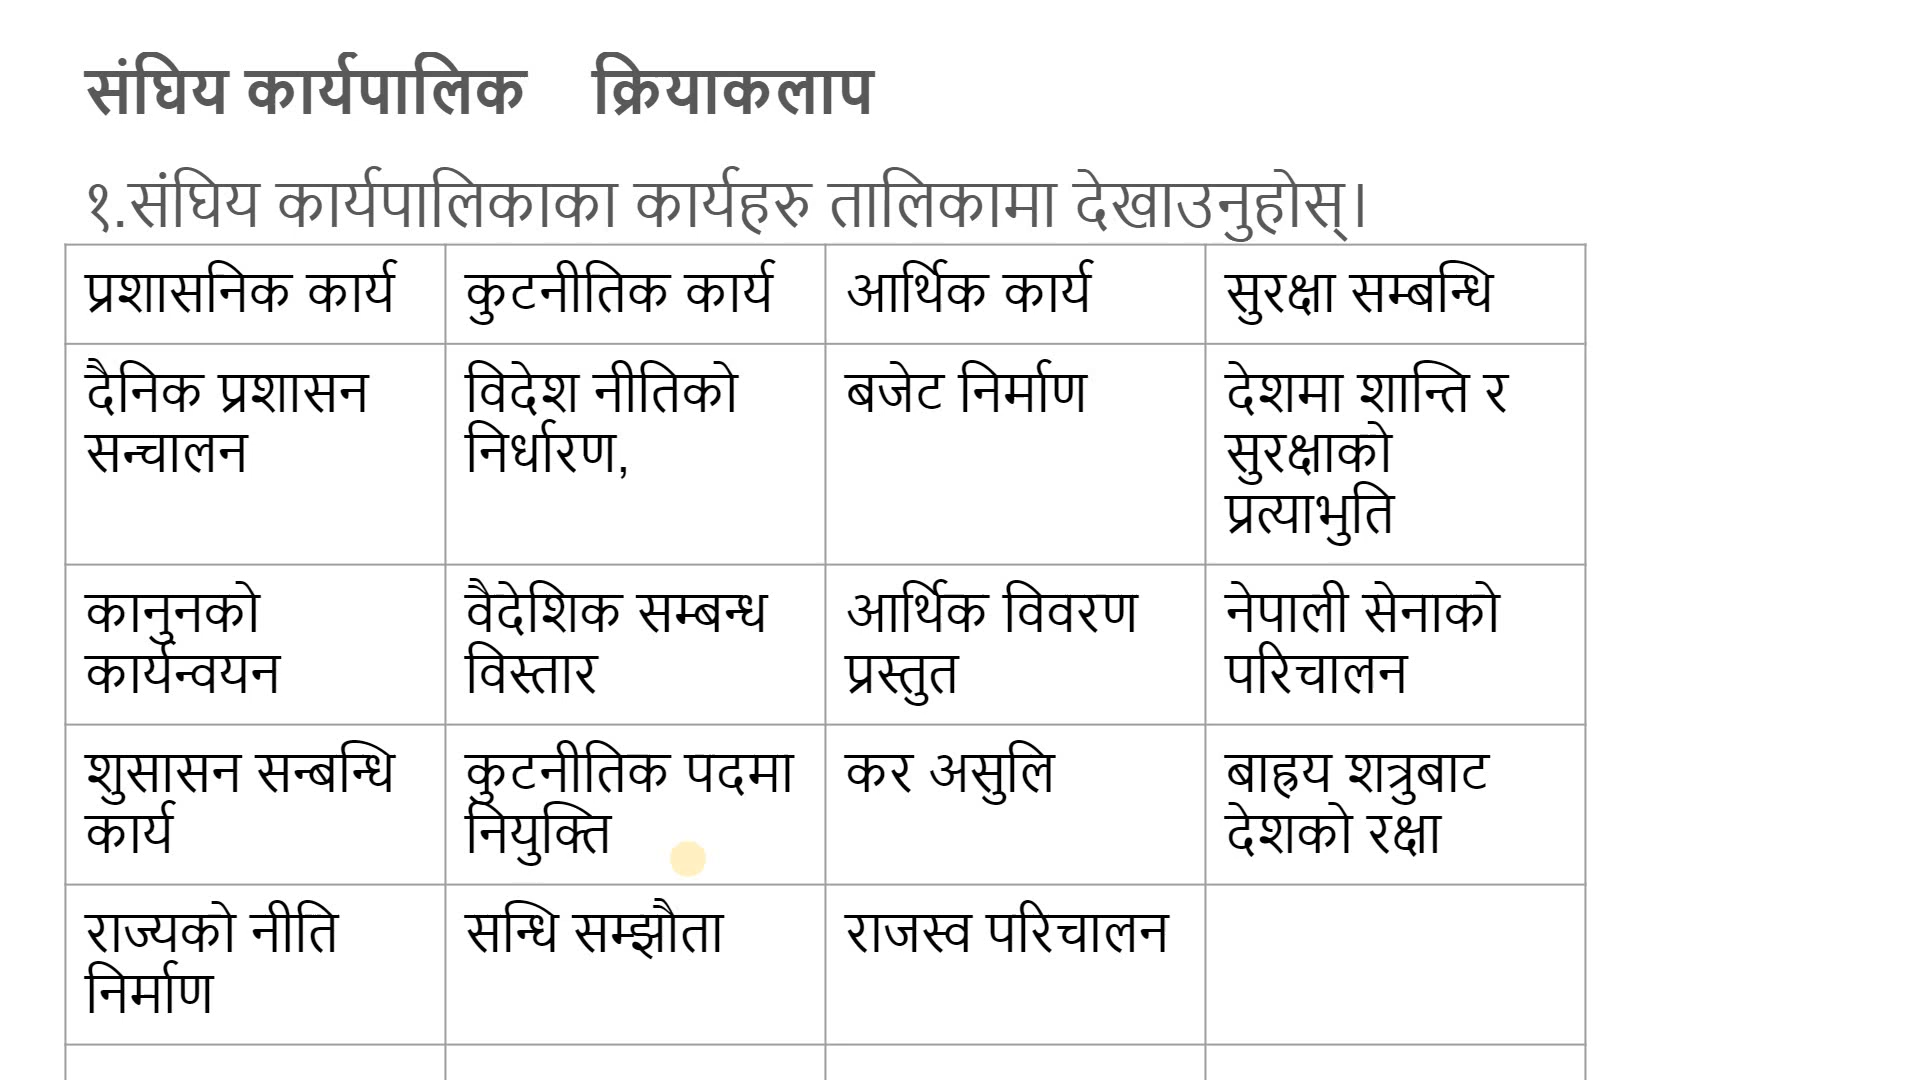 संघिय कार्यपालिक    क्रियाकलाप
१.संघिय कार्यपालिकाका कार्यहरु तालिकामा देखाउनुहोस्।
प्रशासनिक कार्य
कुटनीतिक कार्य
आर्थिक कार्य
सुरक्षा सम्बन्धि
दैनिक प्रशासन
सन्चालन
विदेश नीतिको
निर्धारण,
बजेट निर्माण
देशमा शान्ति र
सुरक्षाको
प्रत्याभुति
कानुनको
कार्यन्वयन
वैदेशिक सम्बन्ध
विस्तार
आर्थिक विवरण
प्रस्तुत
नेपाली सेनाको
परिचालन
शुसासन सन्बन्धि
कार्य
कुटनीतिक पदमा
नियुक्ति
कर असुलि
बाह्रय शत्रुबाट
देशको रक्षा
राज्यको नीति
निर्माण
सन्धि सम्झौता
राजस्व परिचालन